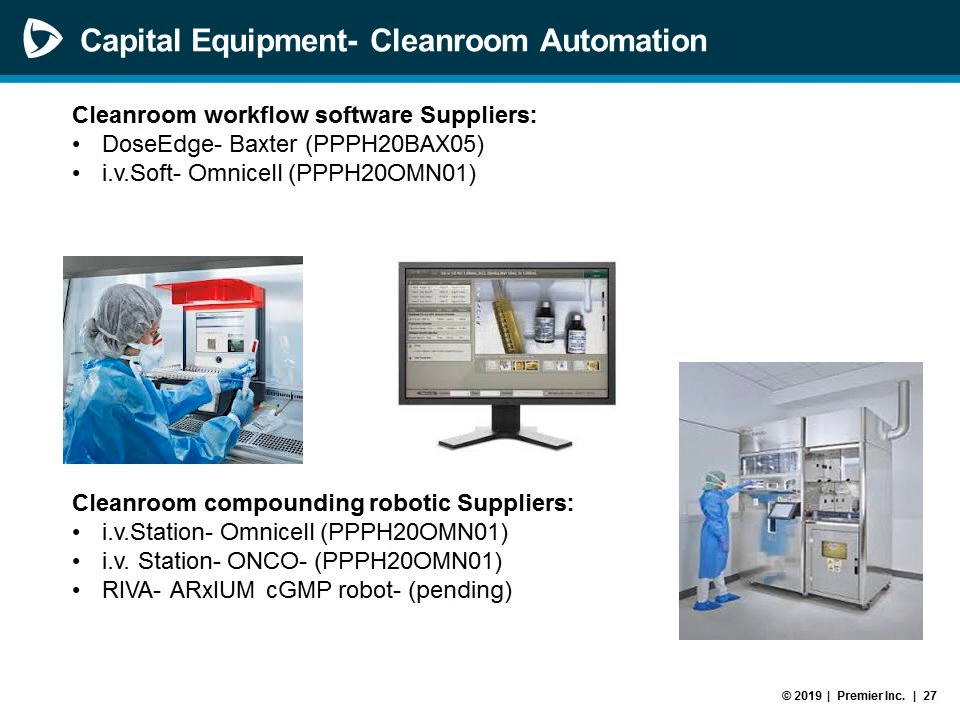 Capital Equipment- Cleanroom Automation
Cleanroom workflow software Suppliers:
• DoseEdge- Baxter (PPPH20BAX05)
• i.v.Soft- Omnicell (PPPH20OMN01)
Cleanroom compounding robotic Suppliers:
• i.v.Station- Omnicell (PPPH20OMN01)
• i.v. Station- ONCO- (PPPH20OMN01)
• RIVA- ARxIUM cGMP robot- (pending)
© 2019 | Premier Inc. | 27